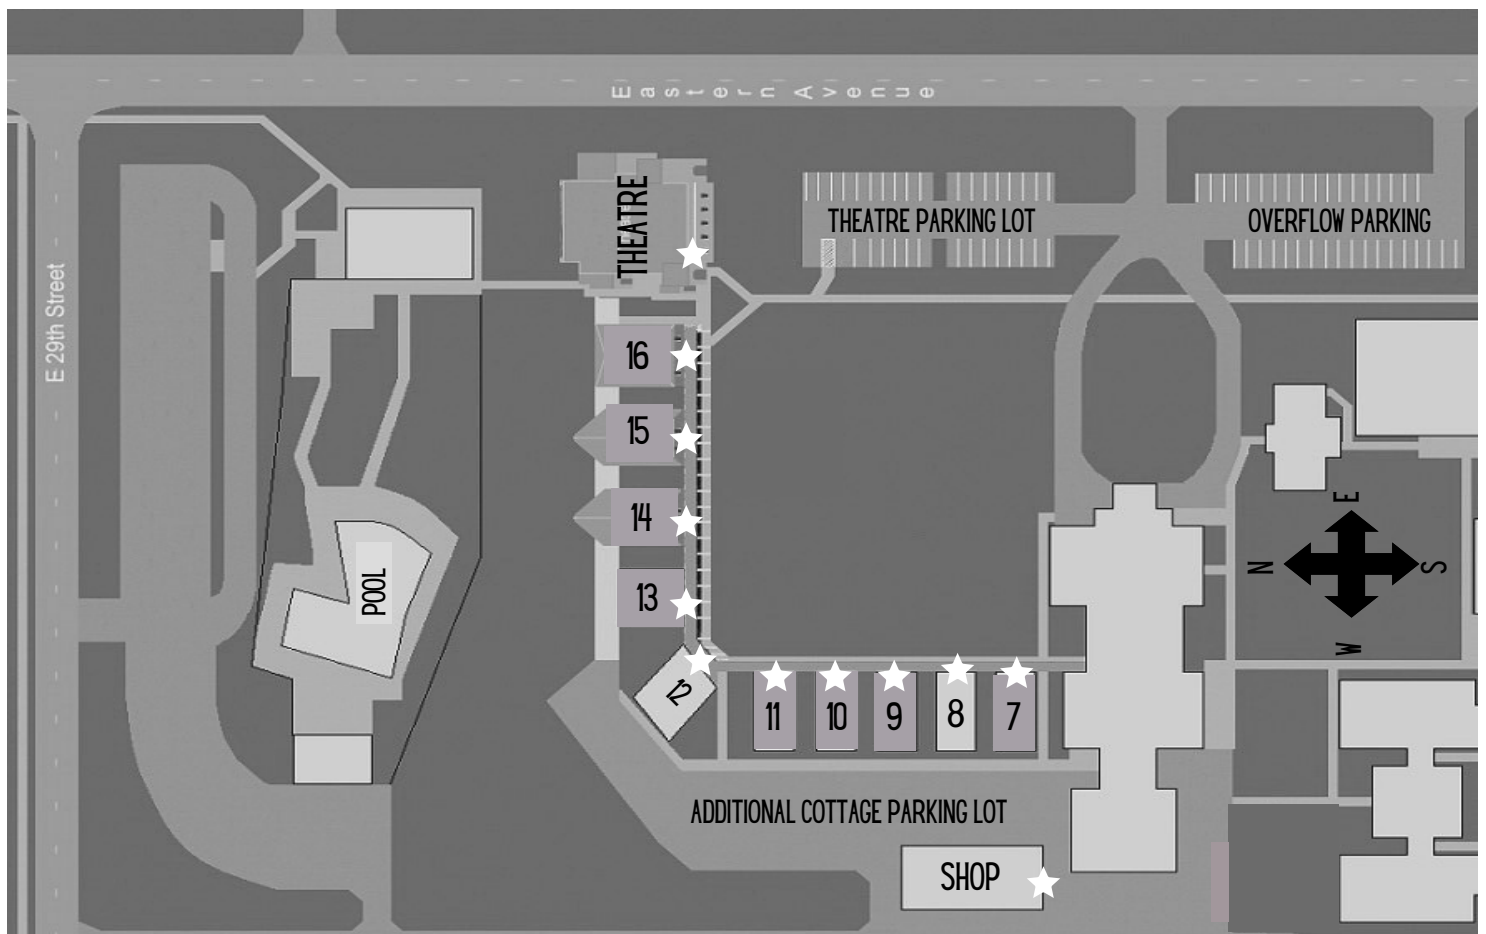 Eastern Avenue
THEATRE
THEATRE PARKING LOT
OVERFLOW PARKING
E 29th Street
16
15
14
13
12
11
10
9
8
7
POOL
E
N
S
W
ADDITIONAL COTTAGE PARKING LOT
SHOP